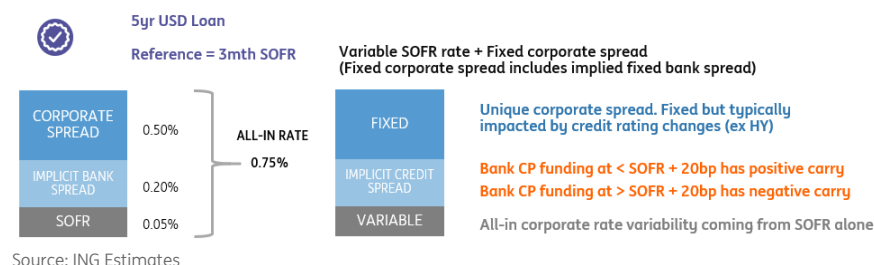 5yr USD Loan
Reference = 3mth SOFR
Variable SOFR rate + Fixed corporate spread
(Fixed corporate spread includes implied fixed bank spread)
CORPORATE
SPREAD
0.50%
IMPLICIT BANK
SPREAD
0.20%
SOFR
0.05%
ALL-IN RATE
0.75%
FIXED
IMPLICIT CREDIT
SPREAD
VARIABLE
Unique corporate spread. Fixed but typically
impacted by credit rating changes (ex HY)
Bank CP funding at < SOFR + 20bp has positive carry
Bank CP funding at > SOFR + 20bp has negative carry
All-in corporate rate variability coming from SOFR alone
Source: ING Estimates